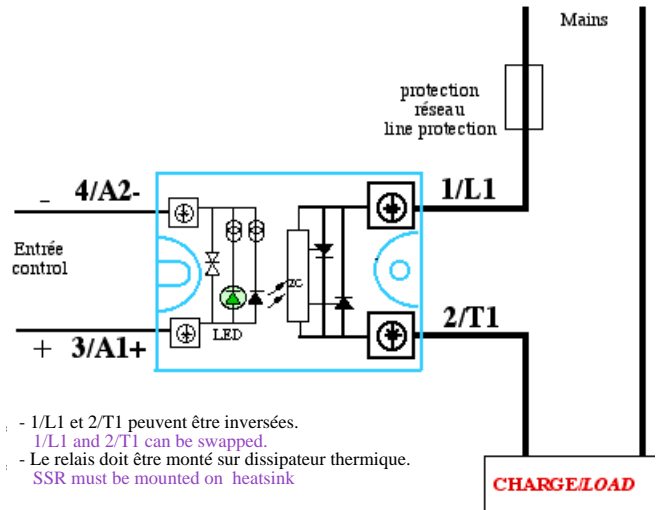 Mains
protection
réseau
line protection
4/A2-
1/L1
-
Entrée
control
ZC
+
3/A1+
LED
2/T1
- 1/L1 et 2/T1 peuvent être inversées.
1/L1 and 2/T1 can be swapped.
- Le relais doit être monté sur dissipateur thermique.
SSR must be mounted on heatsink
CHARGE/LOAD